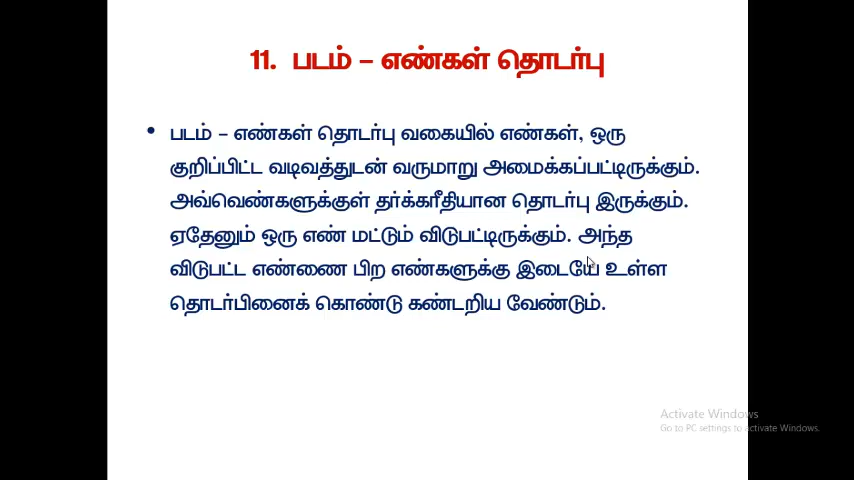 11. படம் – எண்கள் தொடர்பு
• படம் – எண்கள் தொடர்பு வகையில் எண்கள், ஒரு
குறிப்பிட்ட வடிவத்துடன் வருமாறு அமைக்கப்பட்டிருக்கும்.
அவ்வெண்களுக்குள் தர்க்கரீதியான தொடர்பு இருக்கும்.
ஏதேனும் ஒரு எண் மட்டும் விடுபட்டிருக்கும். அந்த
விடுபட்ட எண்ணை பிற எண்களுக்கு இடையே உள்ள
தொடர்பினைக் கொண்டு கண்டறிய வேண்டும்.
Activate Windows
Go to PC settings to activate Windows.